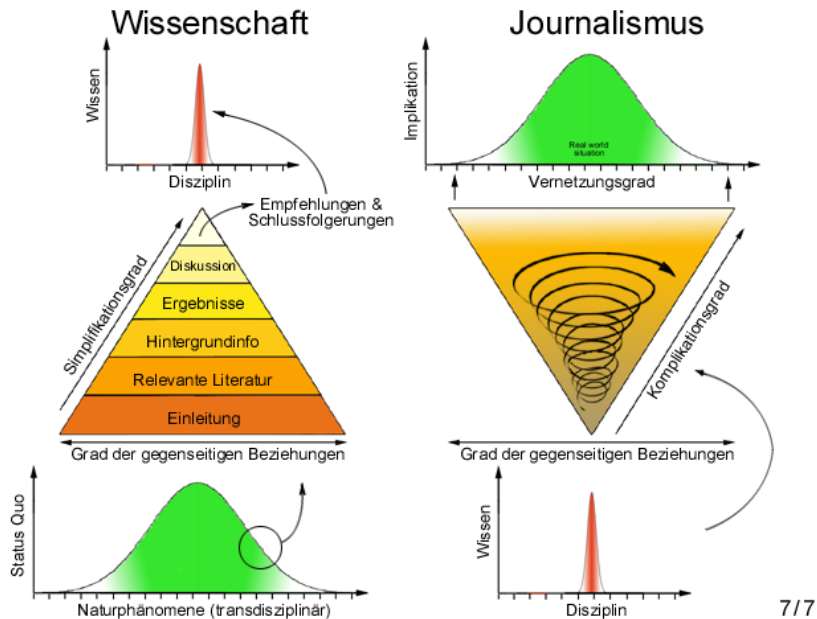 Wissenschaft
Wissen
Disziplin
Empfehlungen &
Schlussfolgerungen
Simplifikationsgrad
Diskussion
Ergebnisse
Hintergrundinfo
Relevante Literatur
Einleitung
Grad der gegenseitigen Beziehungen
Status Quo
Naturphänomene (transdisziplinär)
Journalismus
Implikation
Real world
situation
Vernetzungsgrad
Komplikationsgrad
Grad der gegenseitigen Beziehungen
Wissen
Disziplin
7/7